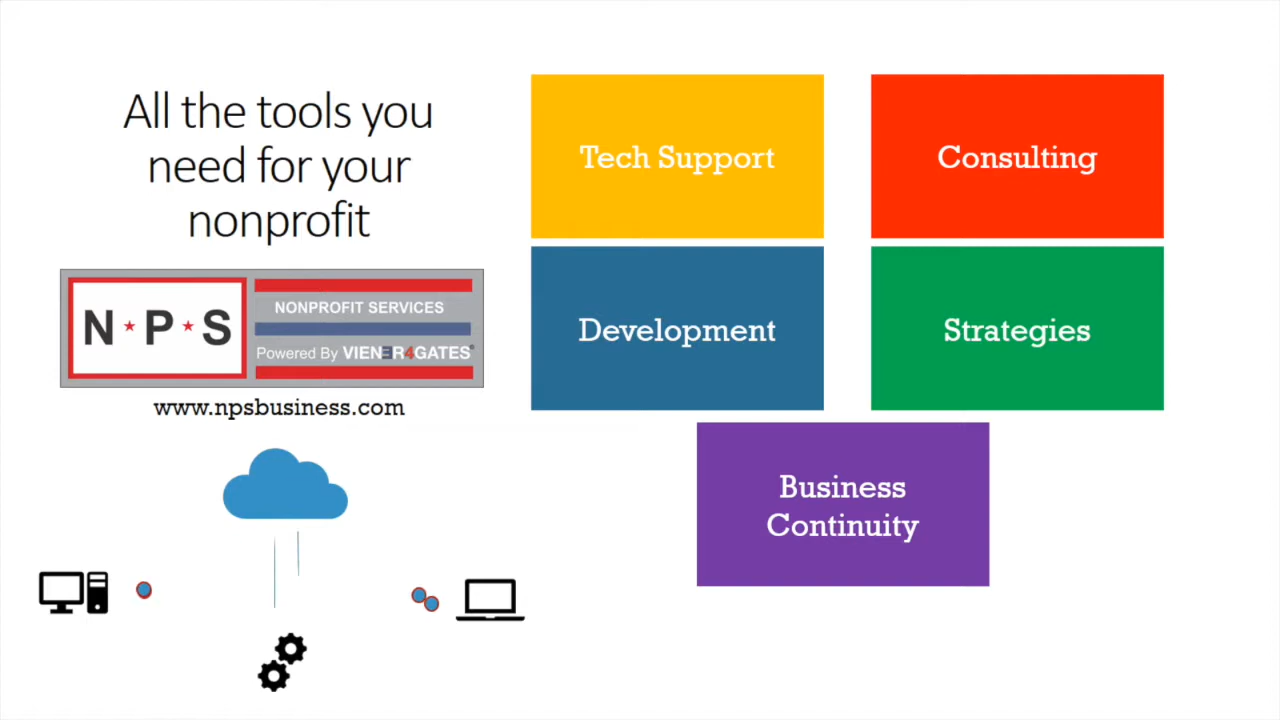 All the tools you
need for your
nonprofit
N★P★S
NONPROFIT SERVICES
Powered By VIENER4GATES®
www.npsbusiness.com
Tech Support
Consulting
Development
Strategies
Business
Continuity